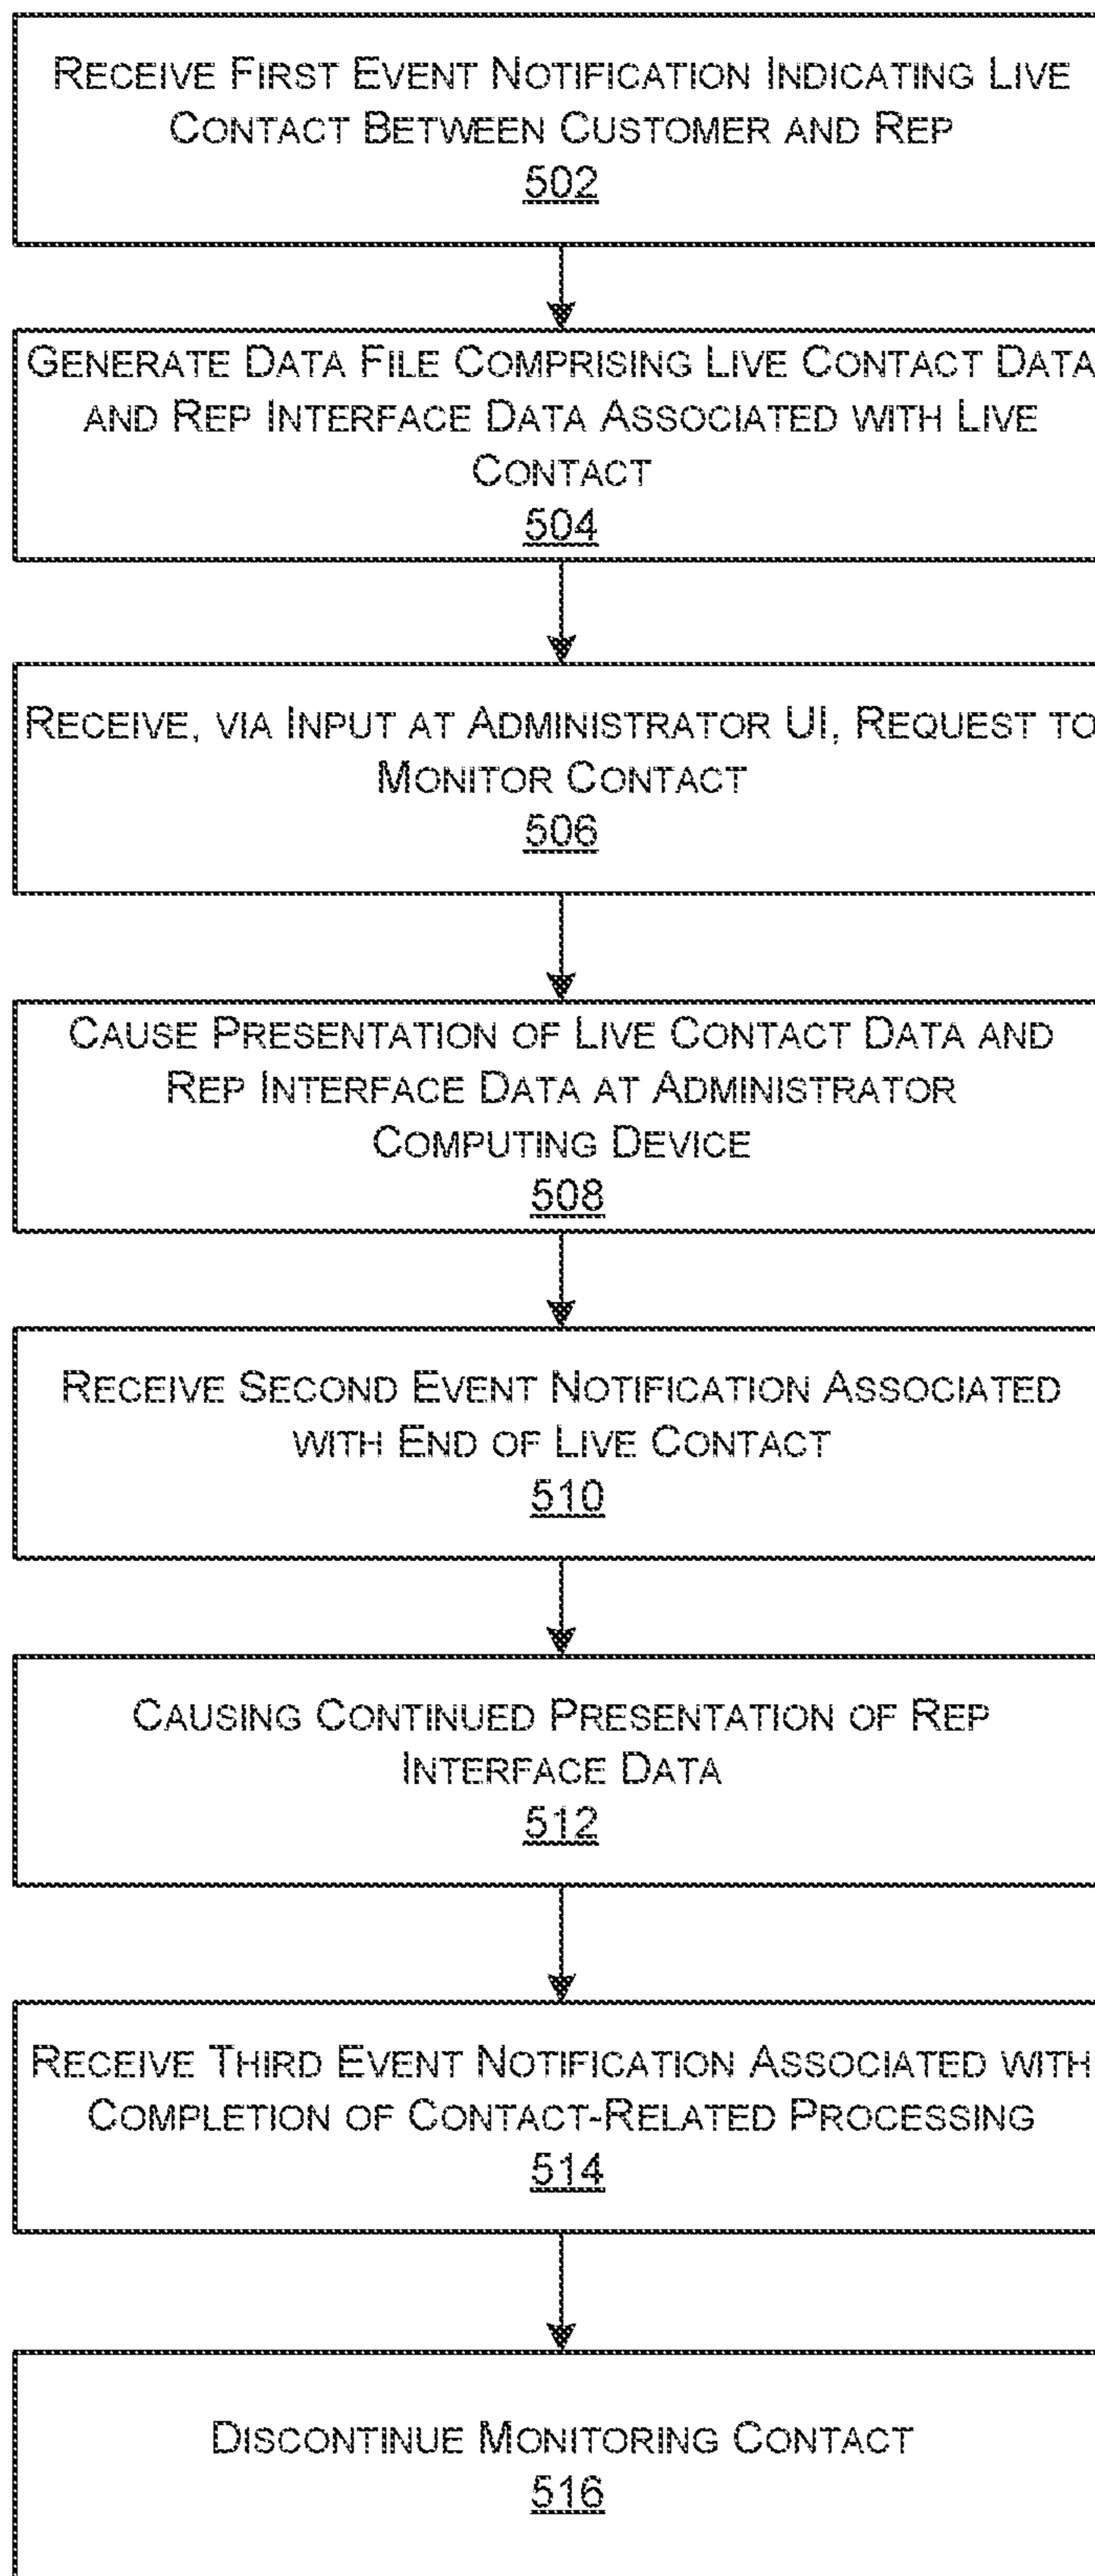 RECEIVE FIRST EVENT NOTIFICATION INDICATING LIVE
CONTACT BETWEEN CUSTOMER AND REP
502
GENERATE DATA FILE COMPRISING LIVE CONTACT DATA
AND REP INTERFACE DATA ASSOCIATED WITH LIVE
CONTACT
504
RECEIVE, VIA INPUT AT ADMINISTRATOR UI, REQUEST TO
MONITOR CONTACT
506
CAUSE PRESENTATION OF LIVE CONTACT DATA AND
REP INTERFACE DATA AT ADMINISTRATOR
COMPUTING DEVICE
508
RECEIVE SECOND EVENT NOTIFICATION ASSOCIATED
WITH END OF LIVE CONTACT
510
CAUSING CONTINUED PRESENTATION OF REP
INTERFACE DATA
512
RECEIVE THIRD EVENT NOTIFICATION ASSOCIATED WITH
COMPLETION OF CONTACT-RELATED PROCESSING
514
DISCONTINUE MONITORING CONTACT
516